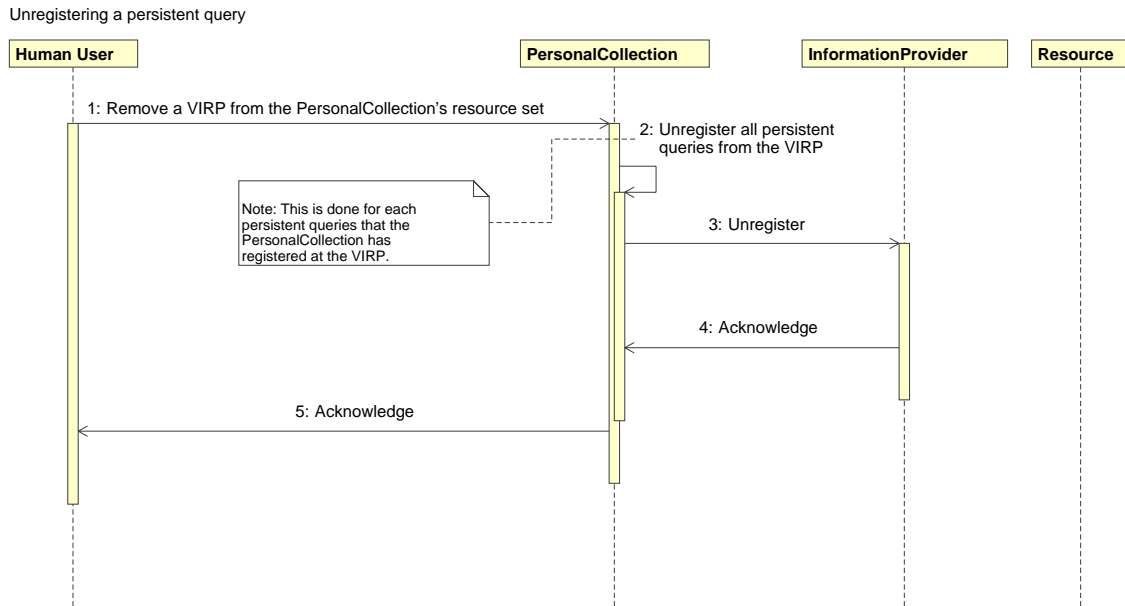 Unregistering a persistent query
Human User
PersonalCollection
InformationProvider
Resource
1: Remove a VIRP from the PersonalCollection's resource set
2: Unregister all persistent
queries from the VIRP
Note: This is done for each
persistent queries that the
PersonalCollection has
registered at the VIRP.
3: Unregister
4: Acknowledge
5: Acknowledge